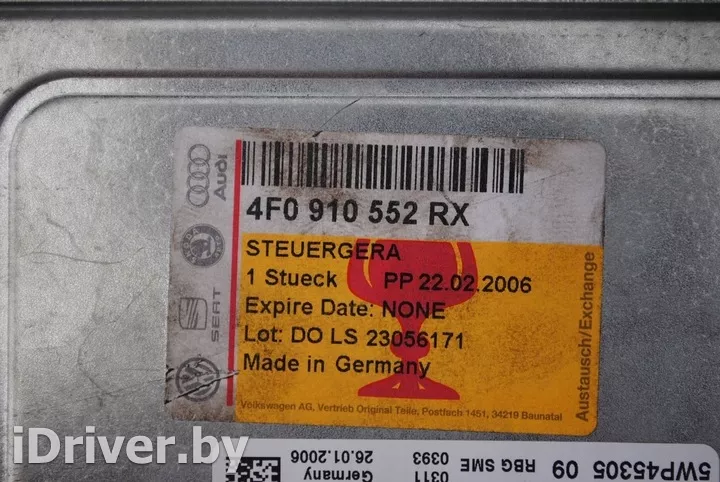 Audi
SEAT
4F0 910 552 RX
STEUERGERA
1 Stueck PP 22.02.2006
Expire Date: NONE
Lot: DO LS 23056171
Made in Germany
Volkswagen AG, Vertrieb Original Teile, Postfach 1451, 34219 Baunatal
Austausch/Exchange
iDriver.by
Germany
26.01.2006
0311
0393
RBG SME
5WP45305 09